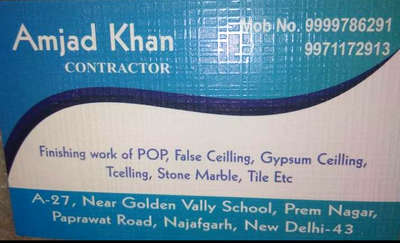 Amjad Khan
CONTRACTOR
Mob No. 9999786291
9971172913
Finishing work of POP, False Ceilling, Gypsum Ceilling,
Tcelling, Stone Marble, Tile Etc
A-27, Near Golden Vally School, Prem Nagar,
Paprawat Road, Najafgarh, New Delhi-43